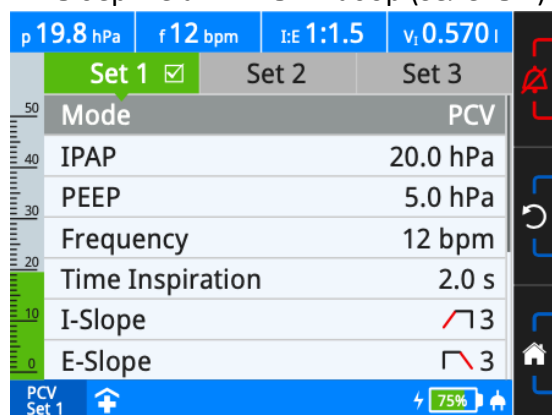 p 19.8 hPa f 12 bpm I:E 1:1.5 VI 0.570 l
Set 1 Set 2 Set 3
Mode PCV
50
IPAP 20.0 hPa
40
PEEP 5.0 hPa
30
Frequency 12 bpm
20
Time Inspiration 2.0 s
10
I-Slope 3
E-Slope 3
0
PCV
Set 1 75%